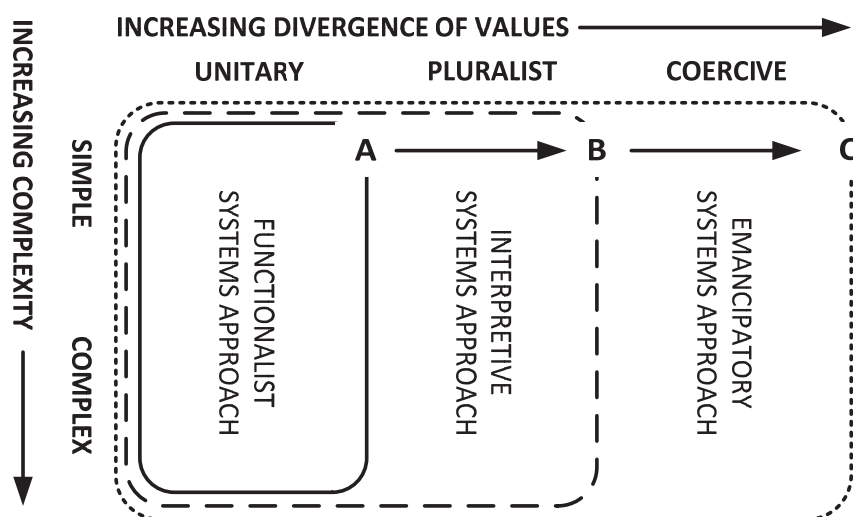 INCREASING DIVERGENCE OF VALUES
UNITARY
PLURALIST
COERCIVE
INCREASING COMPLEXITY
SIMPLE
COMPLEX
A
B
C
FUNCTIONALIST
SYSTEMS APPROACH
INTERPRETIVE
SYSTEMS APPROACH
EMANCIPATORY
SYSTEMS APPROACH